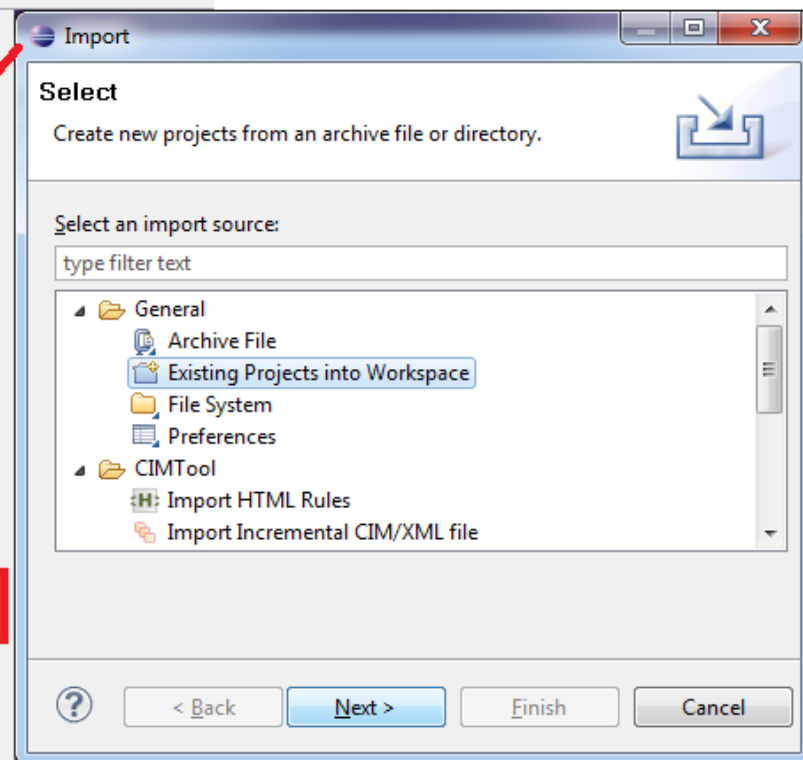 Import
Select
Create new projects from an archive file or directory.
Select an import source:
type filter text
General
Archive File
Existing Projects into Workspace
File System
Preferences
CIMTool
Import HTML Rules
Import Incremental CIM/XML file
? < Back Next > Finish Cancel